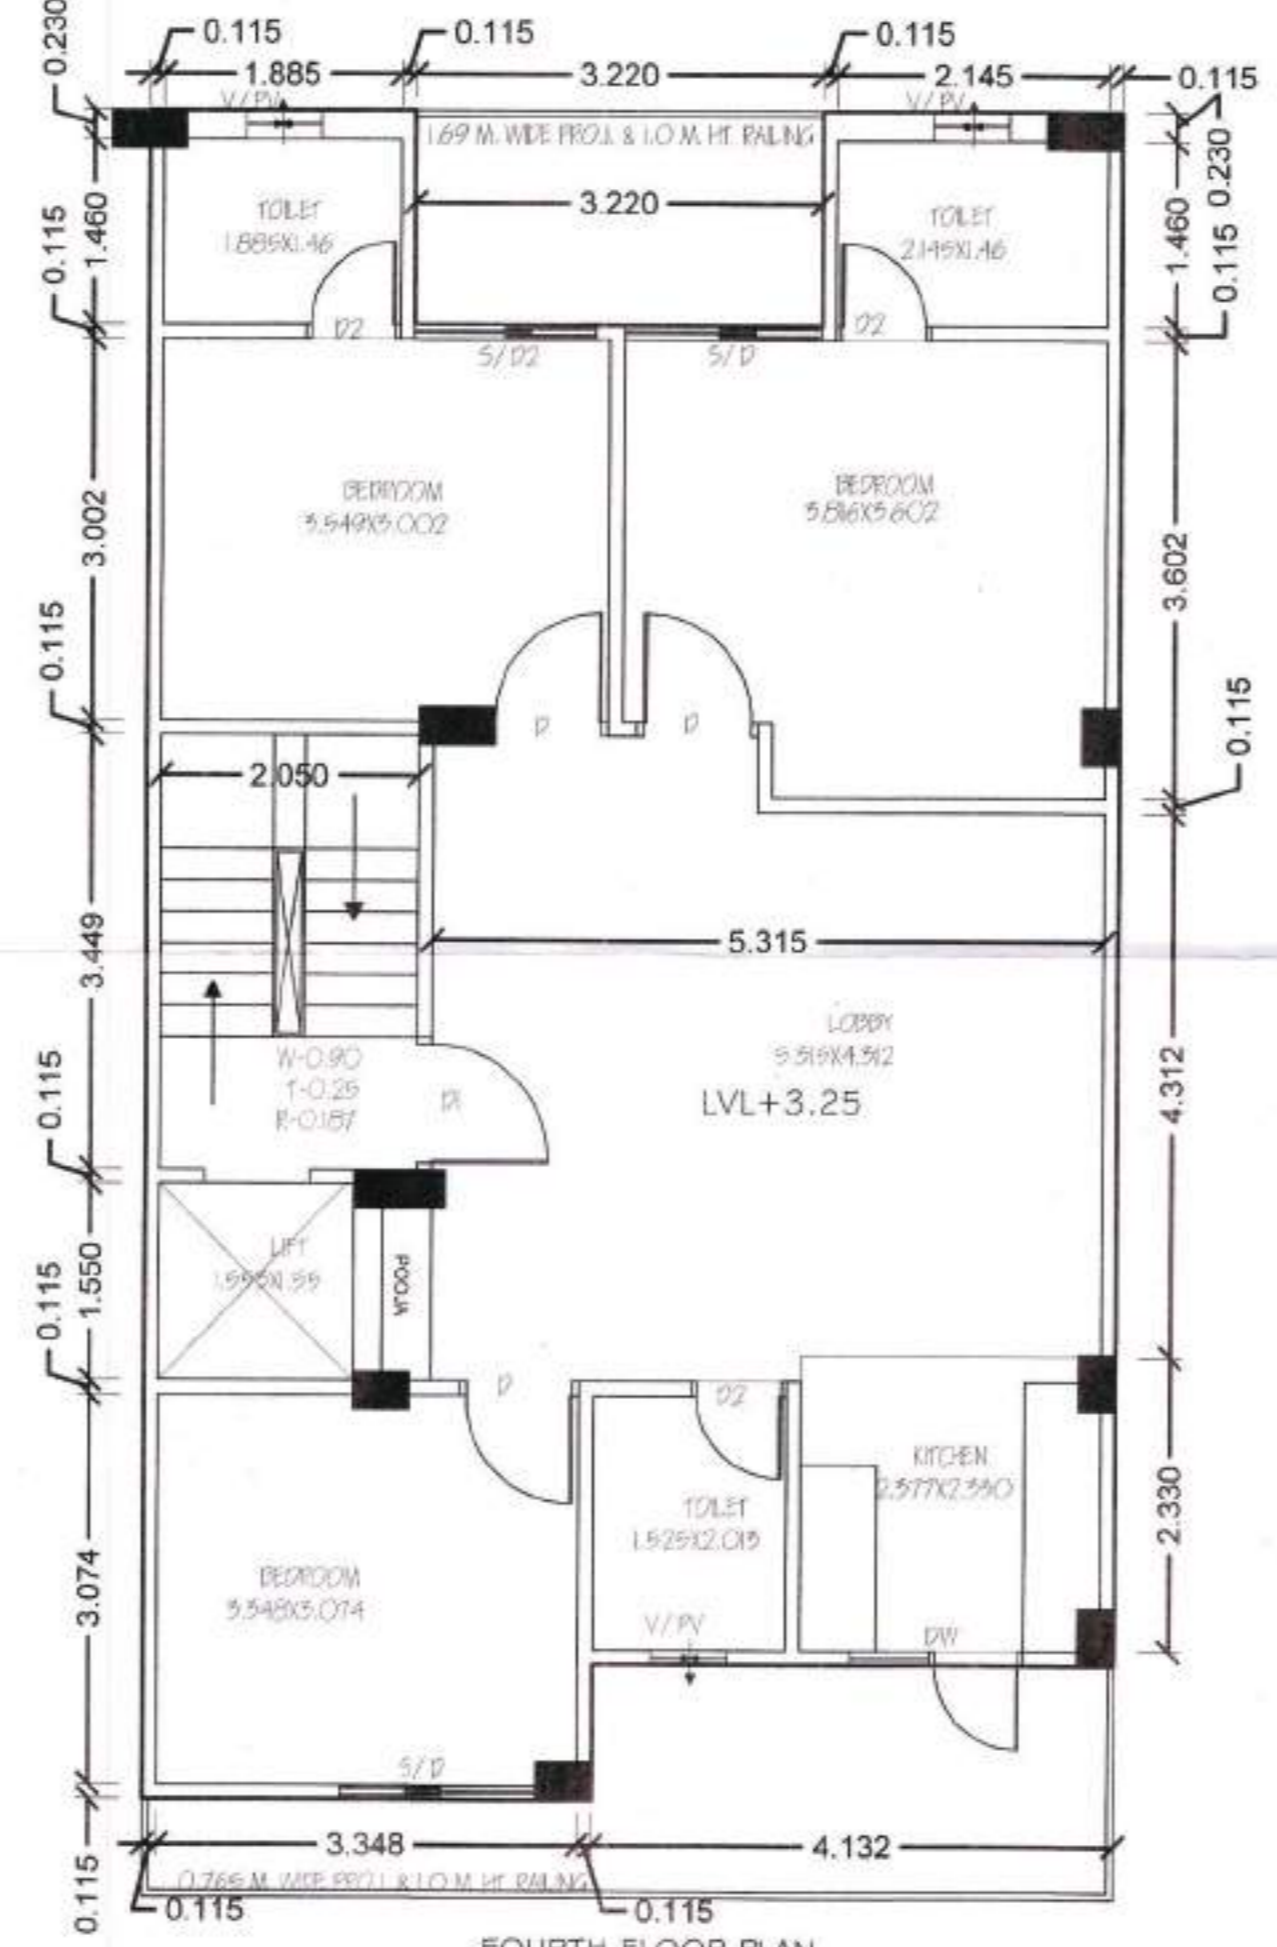 0.230
0.115
0.115
0.115
1.885
3.220
2.145
0.115
V/PV
V/PV
1.69 M. WIDE PROJ. & 1.0 M. HT. RAILING
0.230
3.220
TOILET
1.885X1.46
TOILET
2.145X1.46
0.115
1.460
1.460
0.115
D2
D2
S/D2
S/D
BEDROOM
3.549X3.002
BEDROOM
3.816X3.602
3.002
3.602
0.115
D
D
0.115
2.050
3.449
5.315
LOBBY
5.315X4.312
LVL+3.25
W-0.90
T-0.25
R-0.187
D1
0.115
4.312
LIFT
1.555X1.55
POOJA
1.550
0.115
D
D2
KITCHEN
2.377X2.330
TOILET
1.525X2.013
2.330
BEDROOM
3.348X3.074
3.074
V/PV
DW
S/D
3.348
4.132
0.765 M. WIDE PROJ. & 1.0 M. HT. RAILING
0.115
0.115
0.115
FOURTH FLOOR PLAN